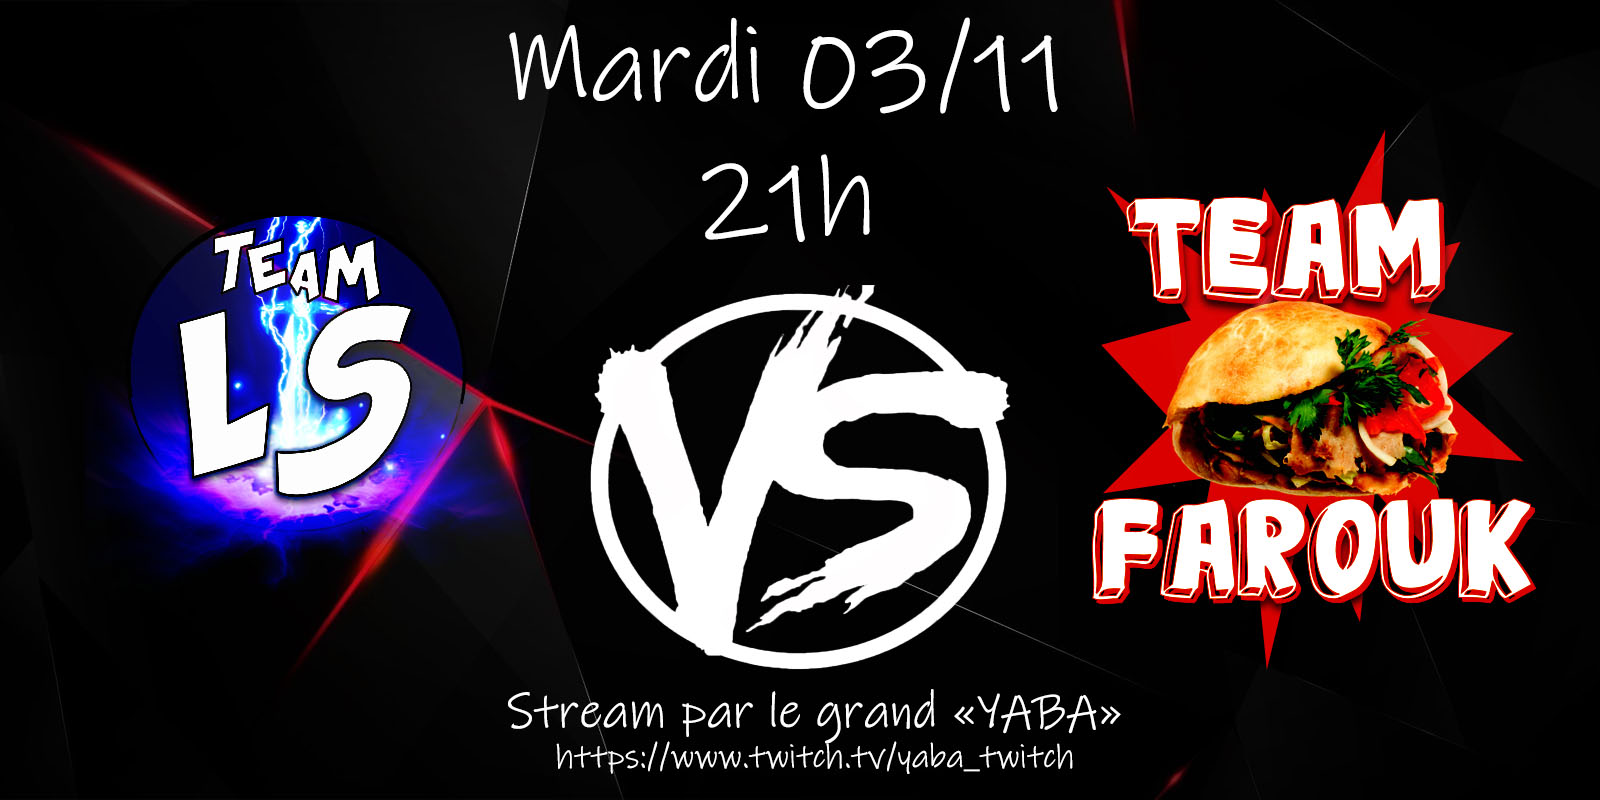 Mardi 03/11
21h
TEAM
LS
VS
TEAM
FAROUK
Stream par le grand «YABA»
https://www.twitch.tv/yaba_twitch